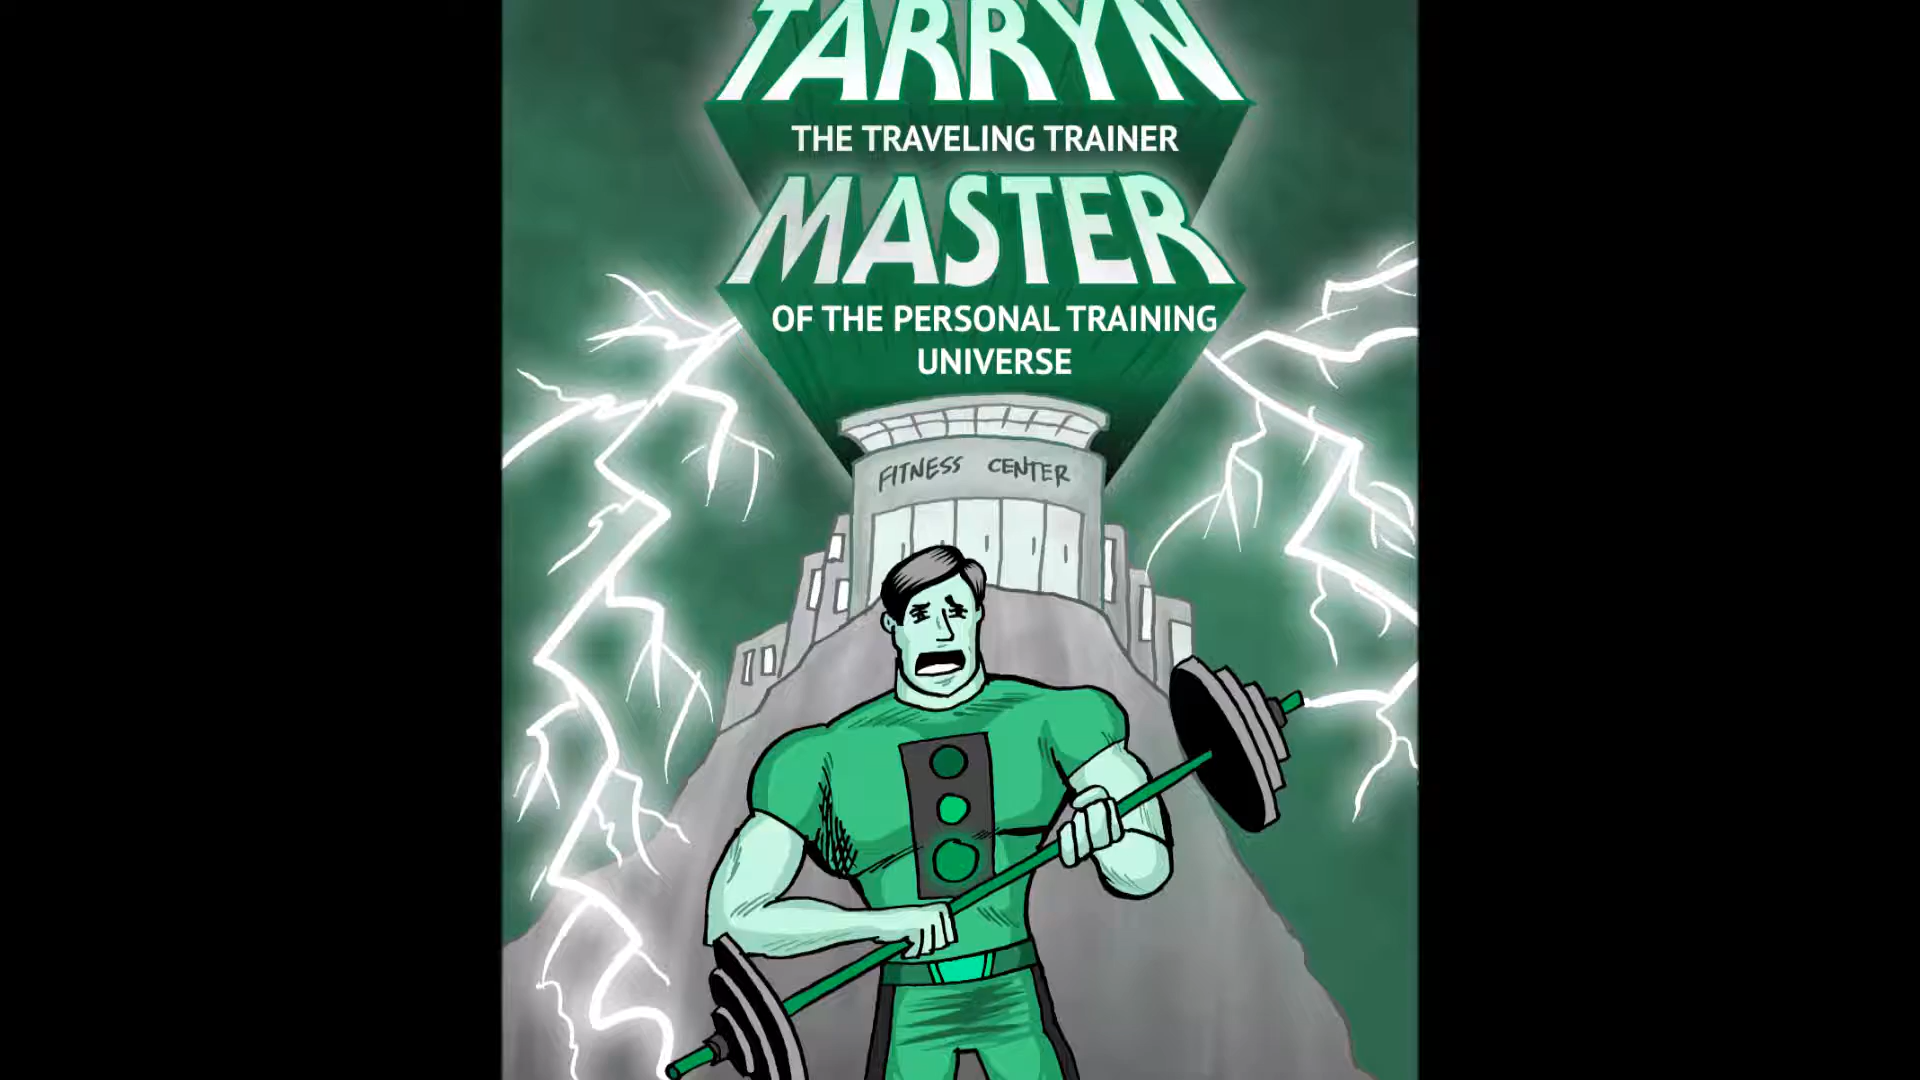 TARRYN
THE TRAVELING TRAINER
MASTER
OF THE PERSONAL TRAINING
UNIVERSE
FITNESS CENTER